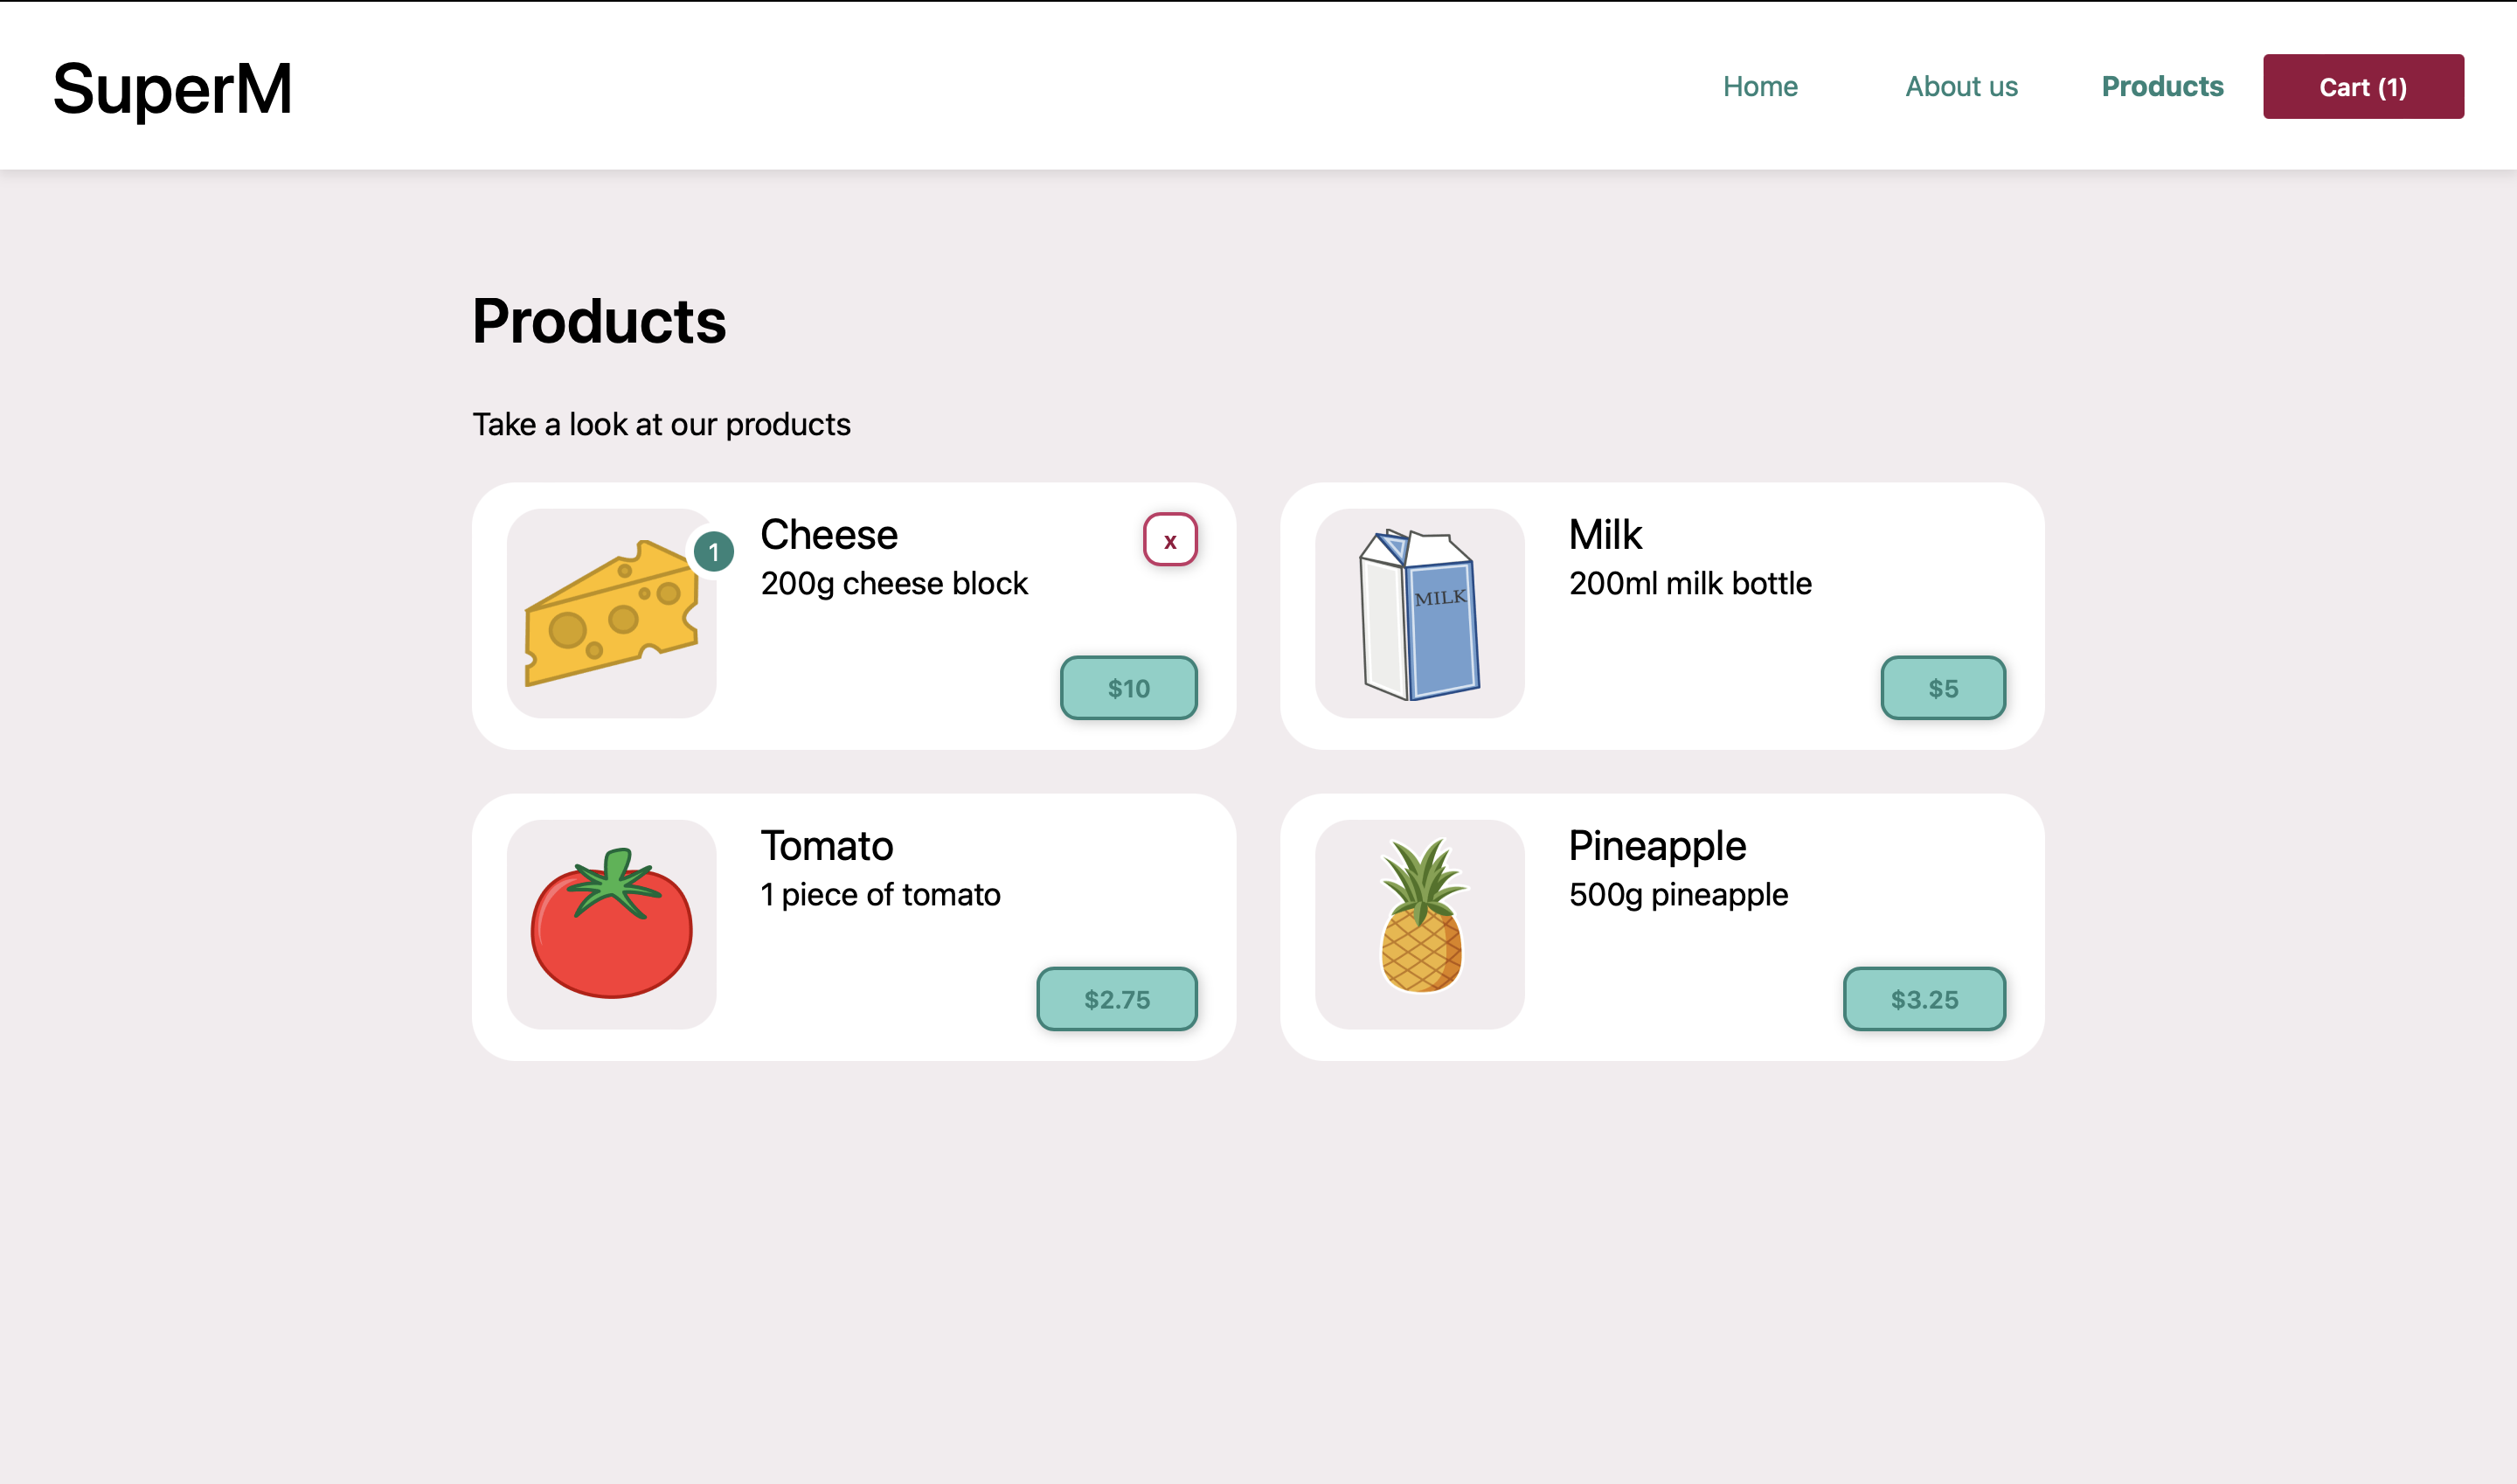 SuperM
Home
About us
Products
Cart (1)
Products
Take a look at our products
1
Cheese
x
200g cheese block
$10
Milk
200ml milk bottle
MILK
$5
Tomato
1 piece of tomato
$2.75
Pineapple
500g pineapple
$3.25